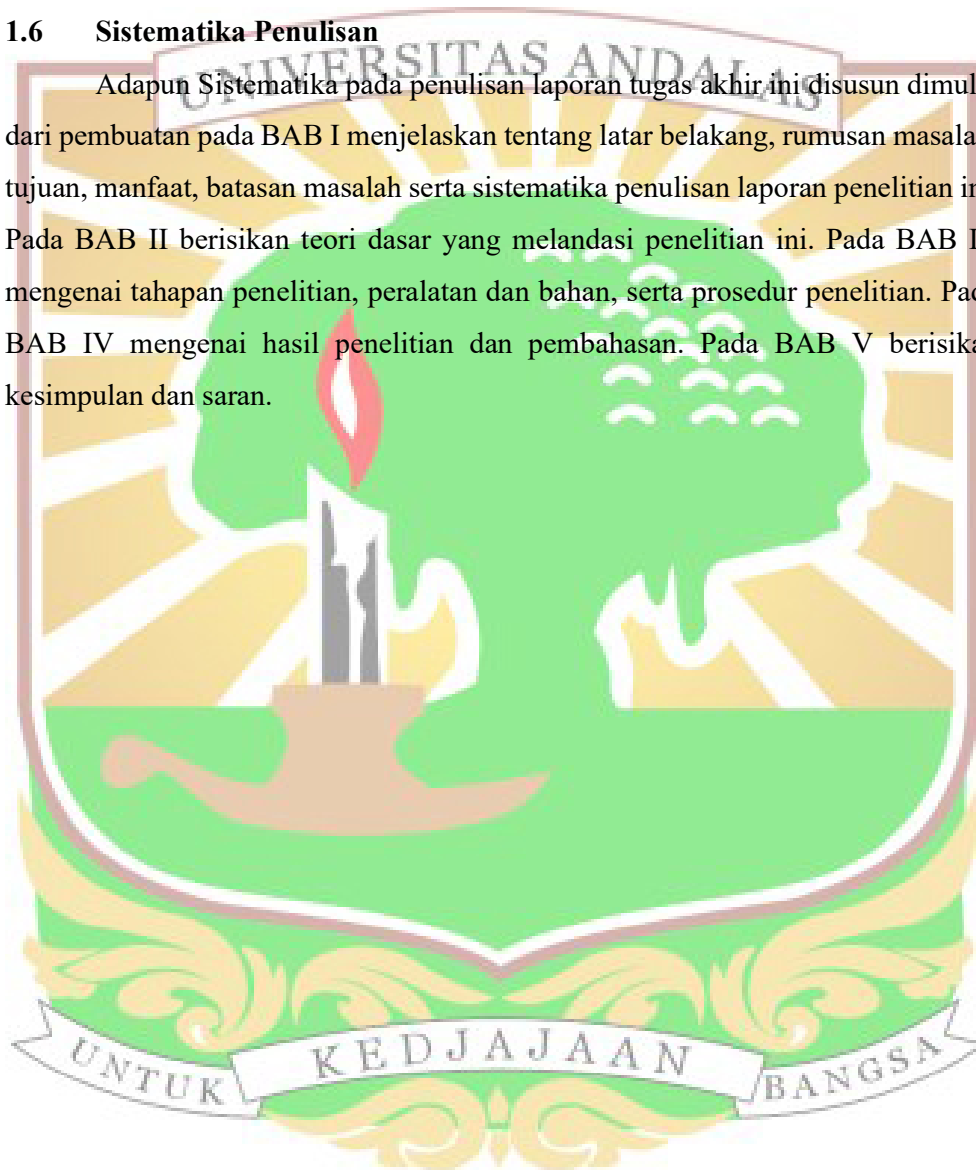 1.6 Sistematika Penulisan
UNIVERSITAS ANDALAS
Adapun Sistematika pada penulisan laporan tugas akhir ini disusun dimul
dari pembuatan pada BAB I menjelaskan tentang latar belakang, rumusan masala
tujuan, manfaat, batasan masalah serta sistematika penulisan laporan penelitian in
Pada BAB II berisikan teori dasar yang melandasi penelitian ini. Pada BAB I
mengenai tahapan penelitian, peralatan dan bahan, serta prosedur penelitian. Pad
BAB IV mengenai hasil penelitian dan pembahasan. Pada BAB V berisika
kesimpulan dan saran.
UNTUK KEDJAJAAN BANGSA